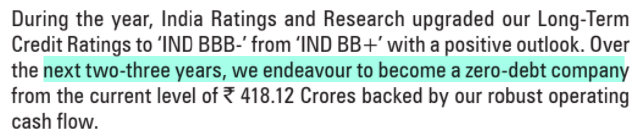 During the year, India Ratings and Research upgraded our Long-Term
Credit Ratings to ‘IND BBB-’ from ‘IND BB+’ with a positive outlook. Over
the next two-three years, we endeavour to become a zero-debt company
from the current level of ₹ 418.12 Crores backed by our robust operating
cash flow.